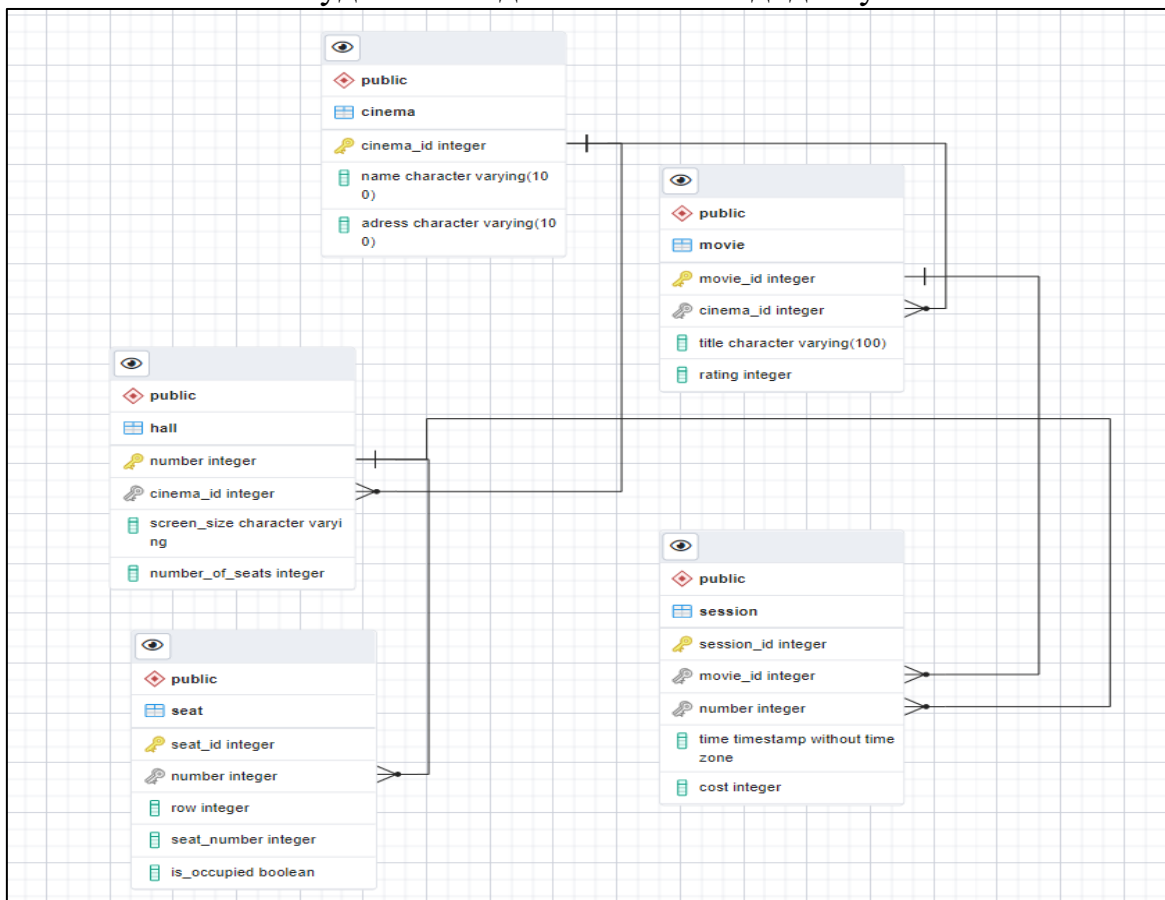 public
cinema
cinema_id integer
name character varying(10
0)
adress character varying(10
0)
public
movie
movie_id integer
cinema_id integer
title character varying(100)
rating integer
public
hall
number integer
cinema_id integer
screen_size character varyi
ng
number_of_seats integer
public
session
session_id integer
movie_id integer
number integer
time timestamp without time
zone
cost integer
public
seat
seat_id integer
number integer
row integer
seat_number integer
is_occupied boolean